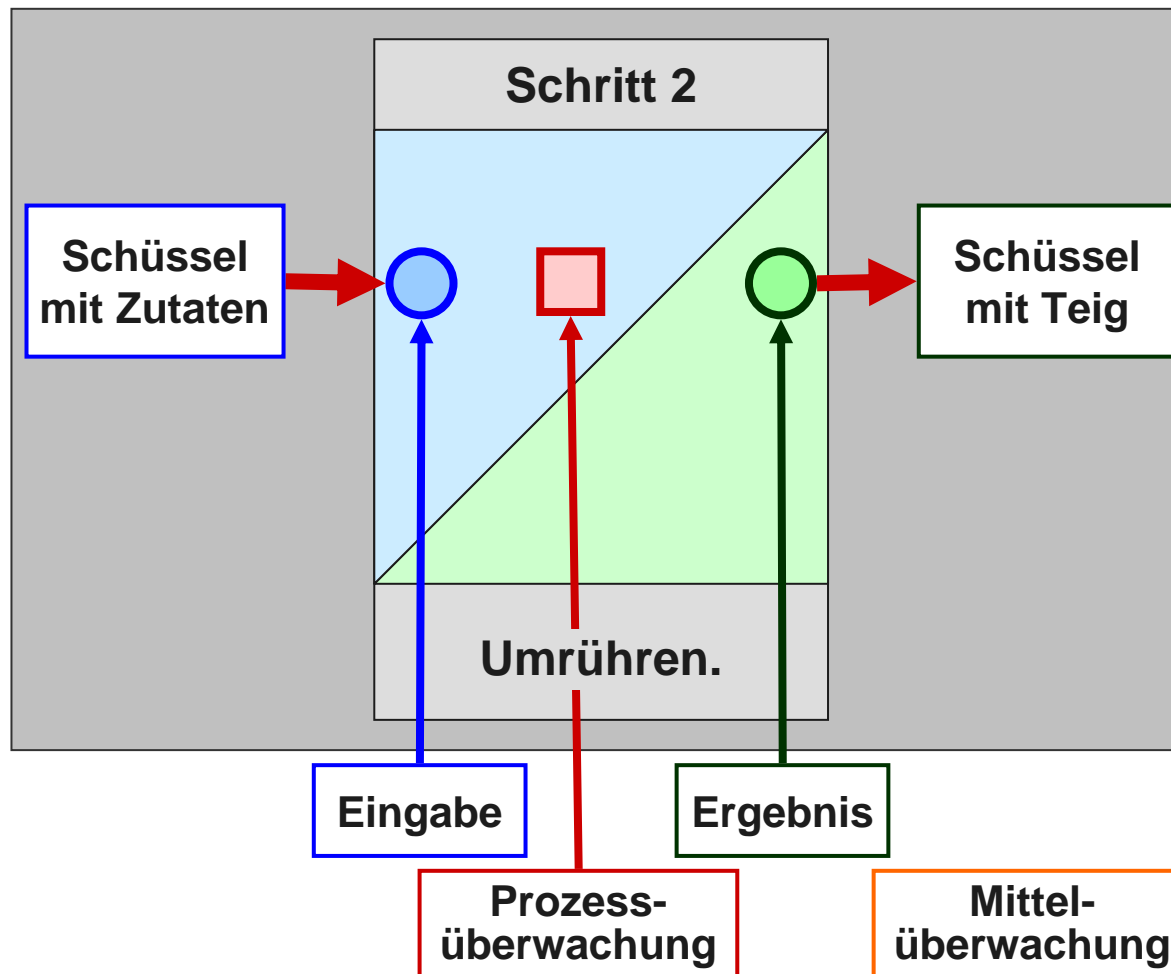 Schritt 2
Schüssel
mit Zutaten
Schüssel
mit Teig
Umrühren.
Eingabe
Ergebnis
Prozess-
überwachung
Mittel-
überwachung